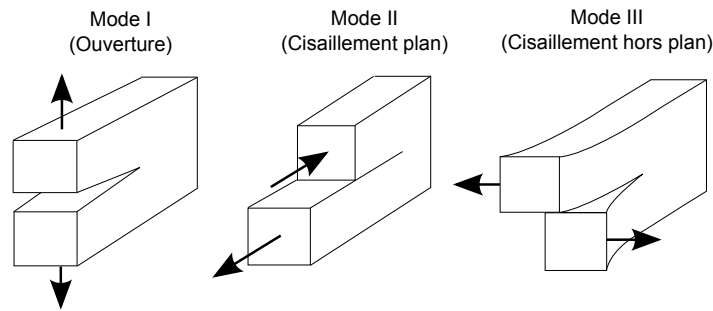 Mode I
(Ouverture)
Mode II
(Cisaillement plan)
Mode III
(Cisaillement hors plan)